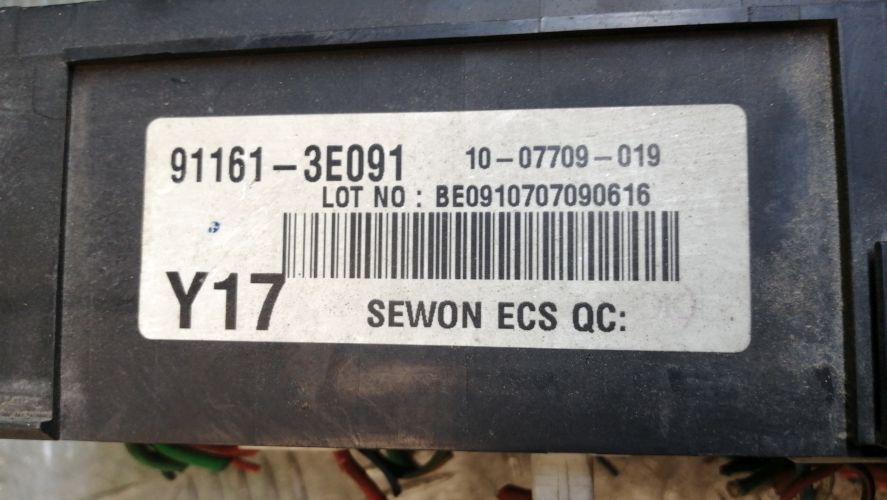 91161-3E091 10-07709-019
LOT NO : BE0910707090616
Y17
SEWON ECS QC: